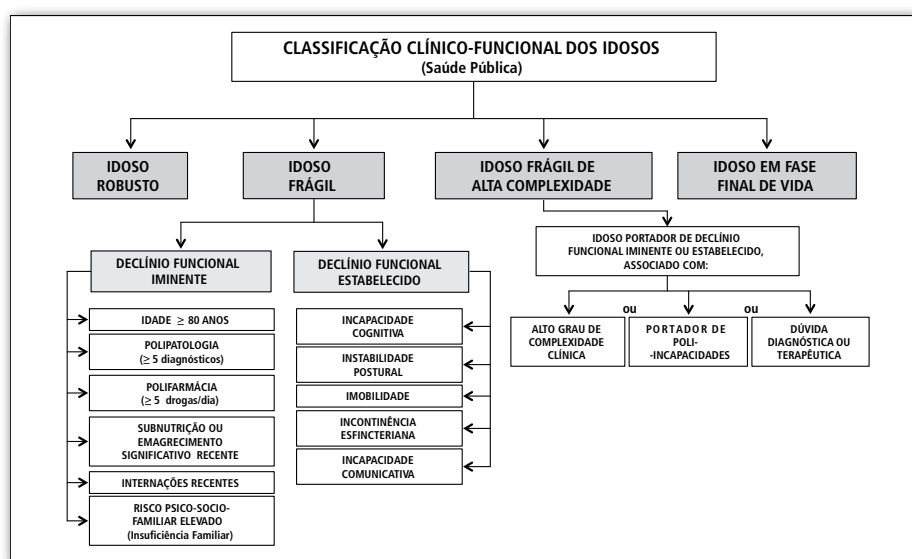 CLASSIFICAÇÃO CLÍNICO-FUNCIONAL DOS IDOSOS
(Saúde Pública)
IDOSO
ROBUSTO
IDOSO
FRÁGIL
IDOSO FRÁGIL DE
ALTA COMPLEXIDADE
IDOSO EM FASE
FINAL DE VIDA
DECLÍNIO FUNCIONAL
IMINENTE
IDADE ≥ 80 ANOS
POLIPATOLOGIA
(≥ 5 diagnósticos)
POLIFARMÁCIA
(≥ 5 drogas/dia)
SUBNUTRIÇÃO OU
EMAGRECIMENTO
SIGNIFICATIVO RECENTE
INTERNAÇÕES RECENTES
RISCO PSICO-SOCIO-
FAMILIAR ELEVADO
(Insuficiência Familiar)
DECLÍNIO FUNCIONAL
ESTABELECIDO
INCAPACIDADE
COGNITIVA
INSTABILIDADE
POSTURAL
IMOBILIDADE
INCONTINÊNCIA
ESFINCTERIANA
INCAPACIDADE
COMUNICATIVA
IDOSO PORTADOR DE DECLÍNIO
FUNCIONAL IMINENTE OU ESTABELECIDO,
ASSOCIADO COM:
ALTO GRAU DE
COMPLEXIDADE
CLÍNICA
ou
PORTADOR DE
POLI-
-INCAPACIDADES
ou
DÚVIDA
DIAGNÓSTICA OU
TERAPÊUTICA